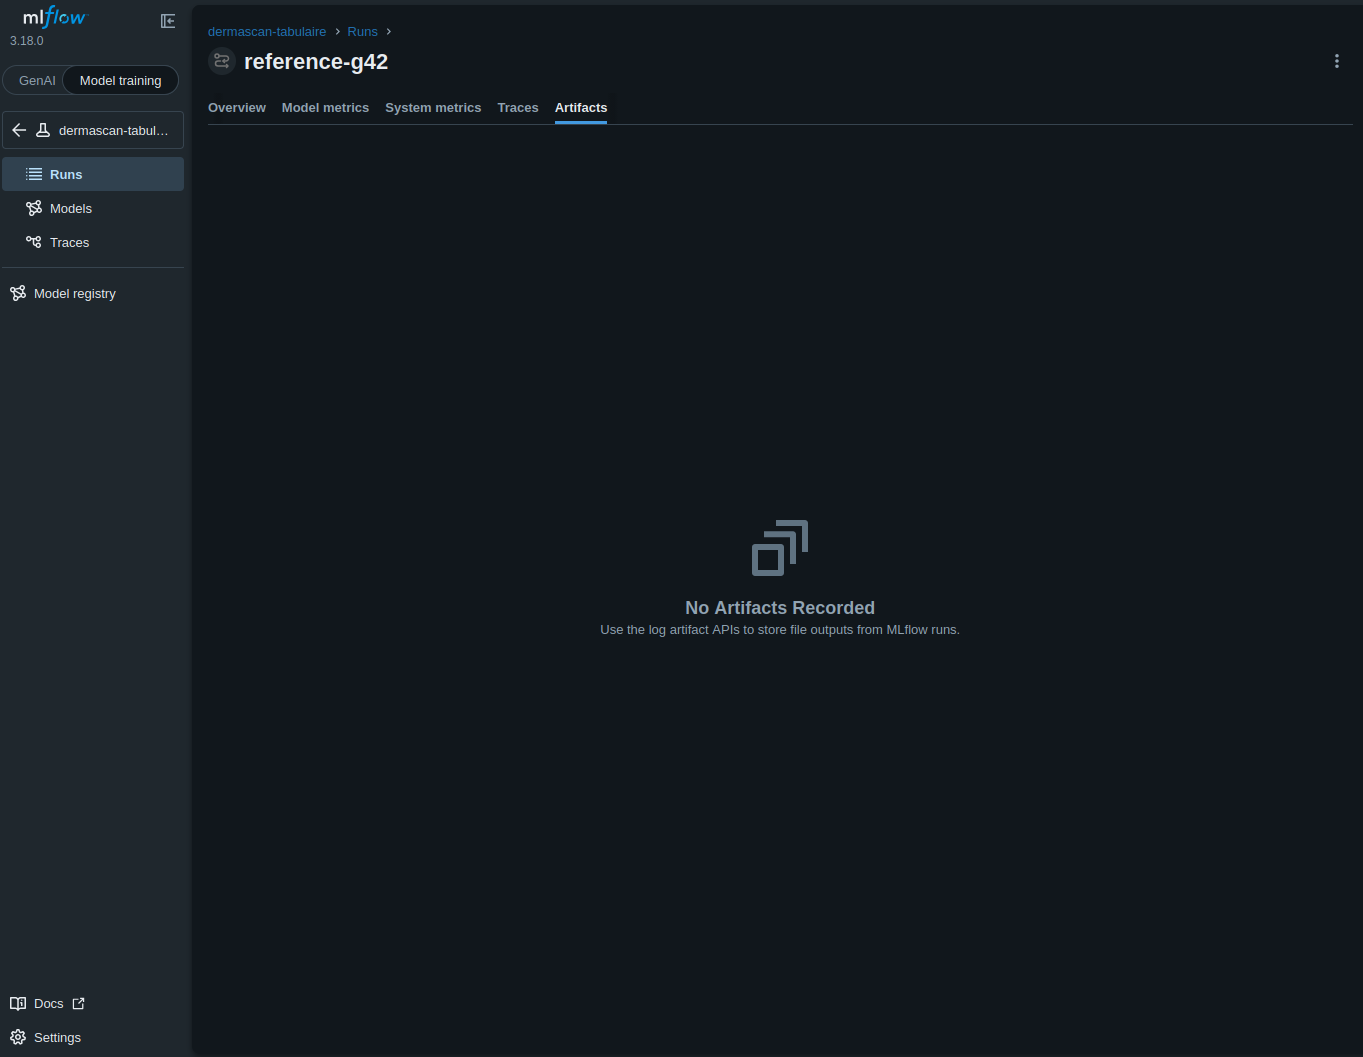 mlflow
3.18.0
GenAI Model training
dermascan-tabul...
Runs
Models
Traces
Model registry
Docs
Settings
dermascan-tabulaire > Runs >
reference-g42
Overview Model metrics System metrics Traces Artifacts
No Artifacts Recorded
Use the log artifact APIs to store file outputs from MLflow runs.